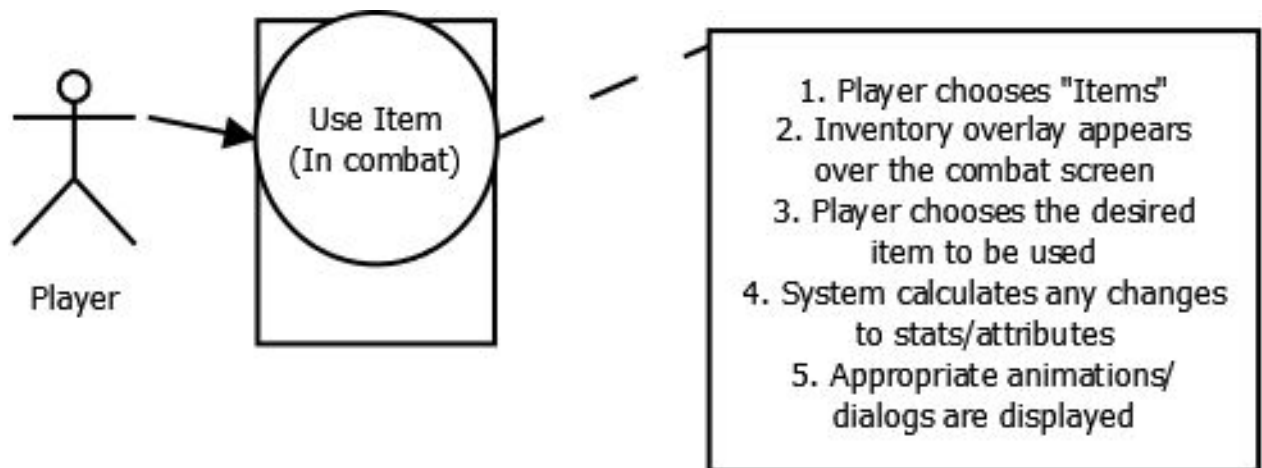 Use Item
(In combat)
Player
1. Player chooses "Items"
2. Inventory overlay appears
over the combat screen
3. Player chooses the desired
item to be used
4. System calculates any changes
to stats/attributes
5. Appropriate animations/
dialogs are displayed